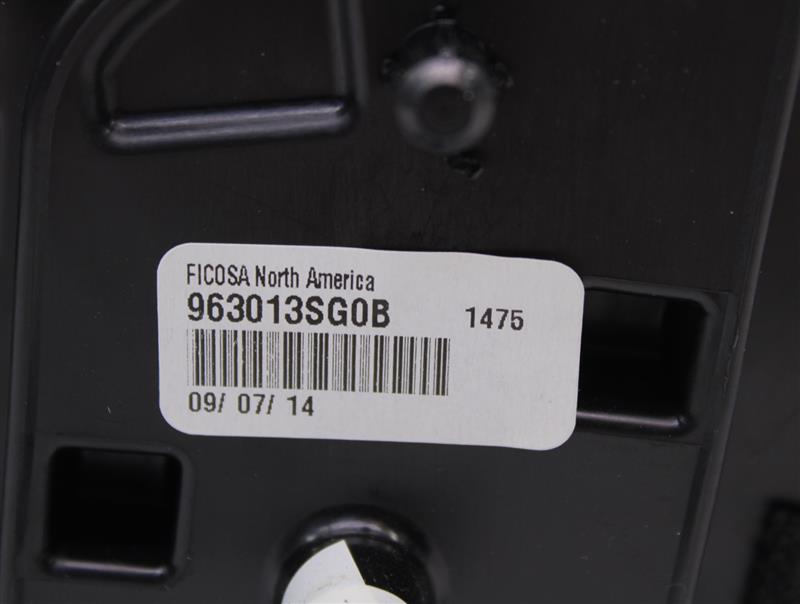 FICOSA North America
963013SG0B 1475
09/ 07/ 14